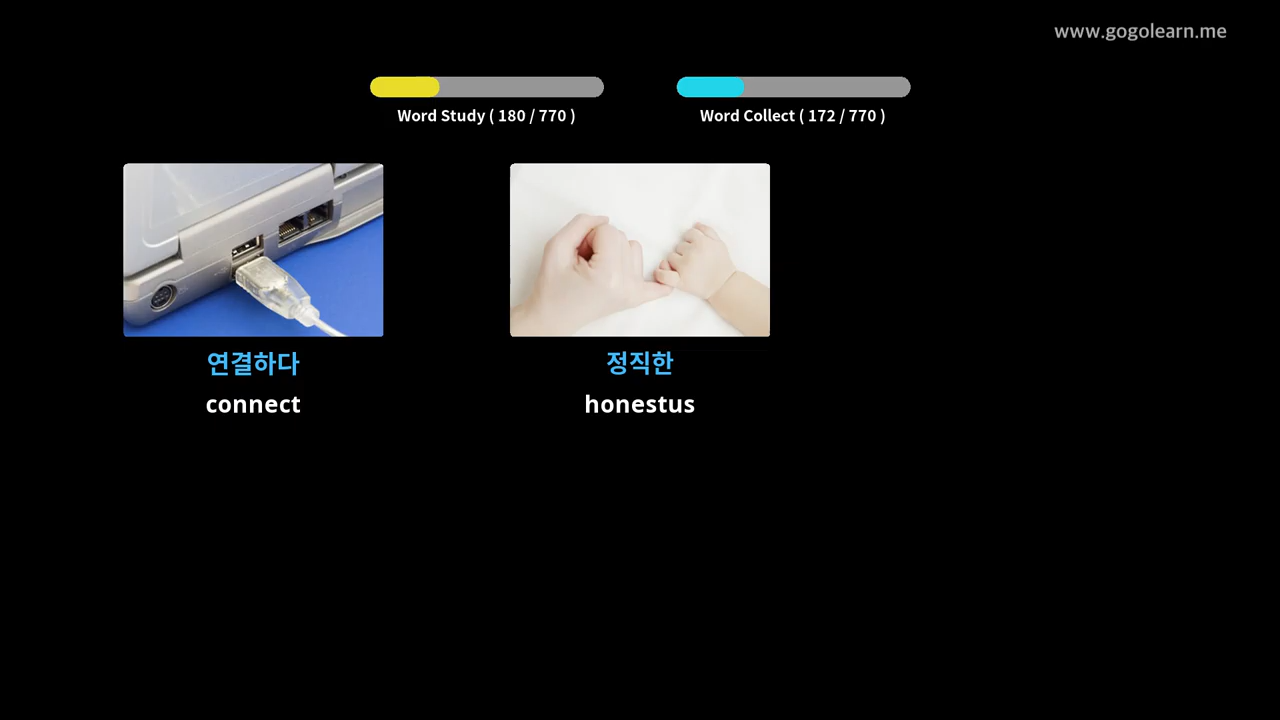 www.gogolearn.me
Word Study ( 180 / 770 )
Word Collect ( 172 / 770 )
연결하다
connect
정직한
honestus